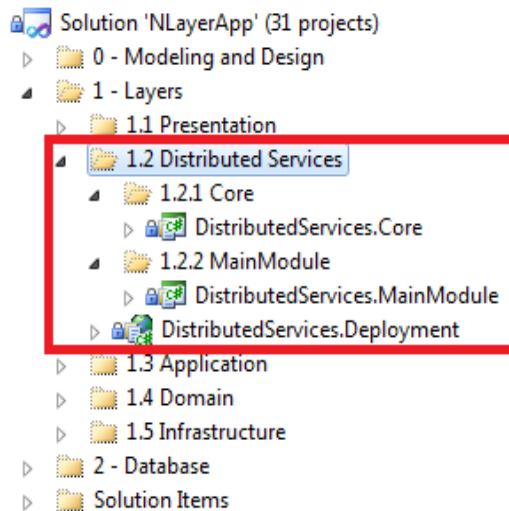 Solution 'NLayerApp' (31 projects)
0 - Modeling and Design
1 - Layers
1.1 Presentation
1.2 Distributed Services
1.2.1 Core
DistributedServices.Core
1.2.2 MainModule
DistributedServices.MainModule
DistributedServices.Deployment
1.3 Application
1.4 Domain
1.5 Infrastructure
2 - Database
Solution Items